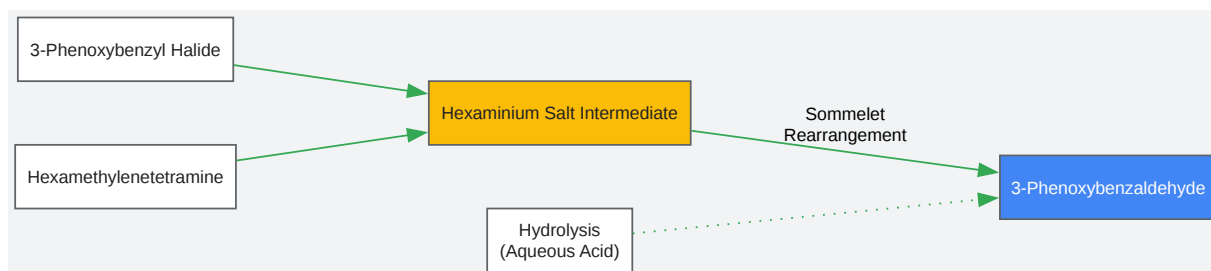 3-Phenoxybenzyl Halide
Hexamethylenetetramine
Hexaminium Salt Intermediate
Sommelet
Rearrangement
Hydrolysis
(Aqueous Acid)
3-Phenoxybenzaldehyde